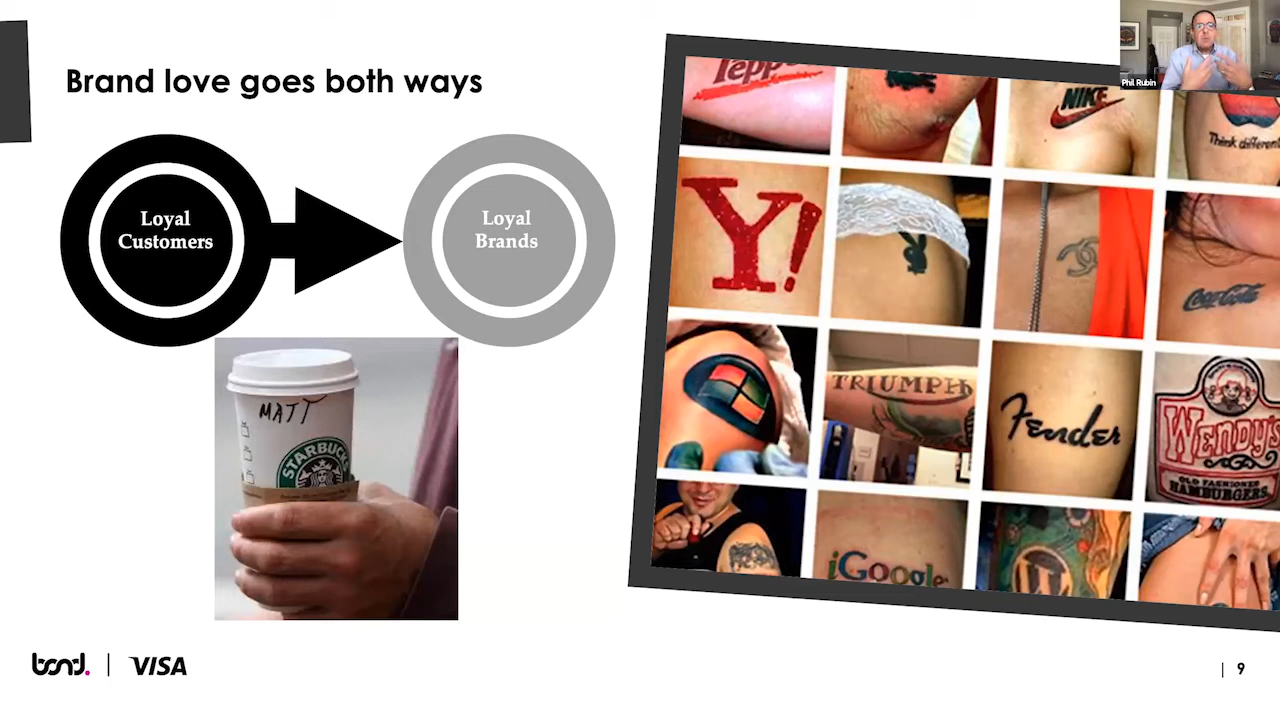 Brand love goes both ways
Phil Rubin
Loyal
Customers
Loyal
Brands
MATT
STARBUCKS
NIKE
Think different
Y!
Coca-Cola
TRIUMPH
Fender
WENDY'S
OLD FASHIONED
HAMBURGERS
iGoogle
bond.
VISA
9